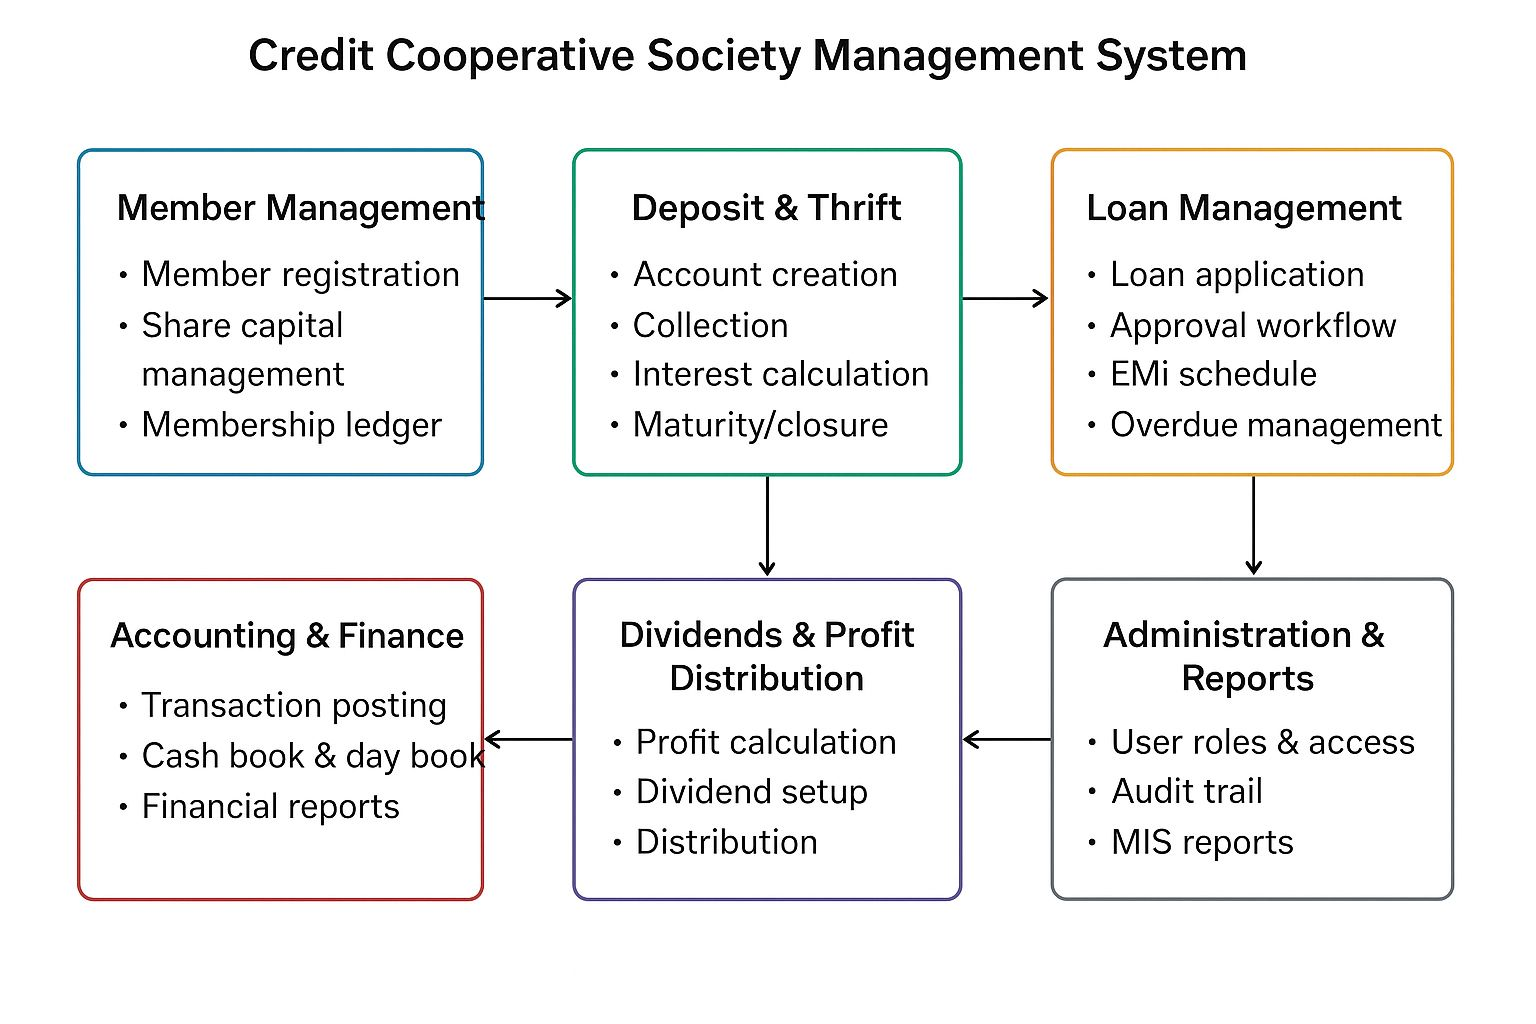 Credit Cooperative Society Management System
Member Management
• Member registration
• Share capital
management
• Membership ledger
Deposit & Thrift
• Account creation
• Collection
• Interest calculation
• Maturity/closure
Loan Management
• Loan application
• Approval workflow
• EMi schedule
• Overdue management
Accounting & Finance
• Transaction posting
• Cash book & day book
• Financial reports
Dividends & Profit
Distribution
• Profit calculation
• Dividend setup
• Distribution
Administration &
Reports
• User roles & access
• Audit trail
• MIS reports